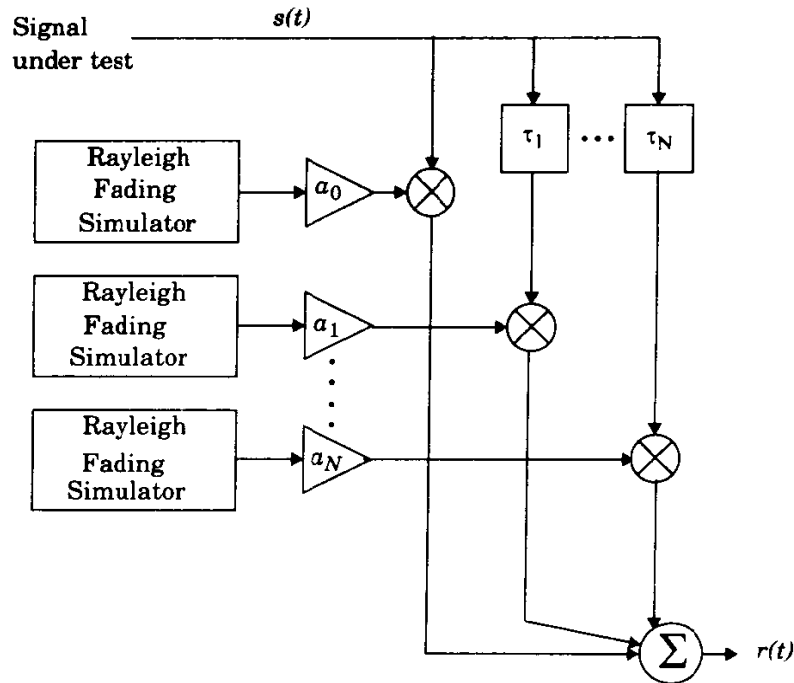 s(t)
Signal
under test
τ1 ... τN
Rayleigh
Fading
Simulator
a0
Rayleigh
Fading
Simulator
a1
Rayleigh
Fading
Simulator
aN
Σ
r(t)